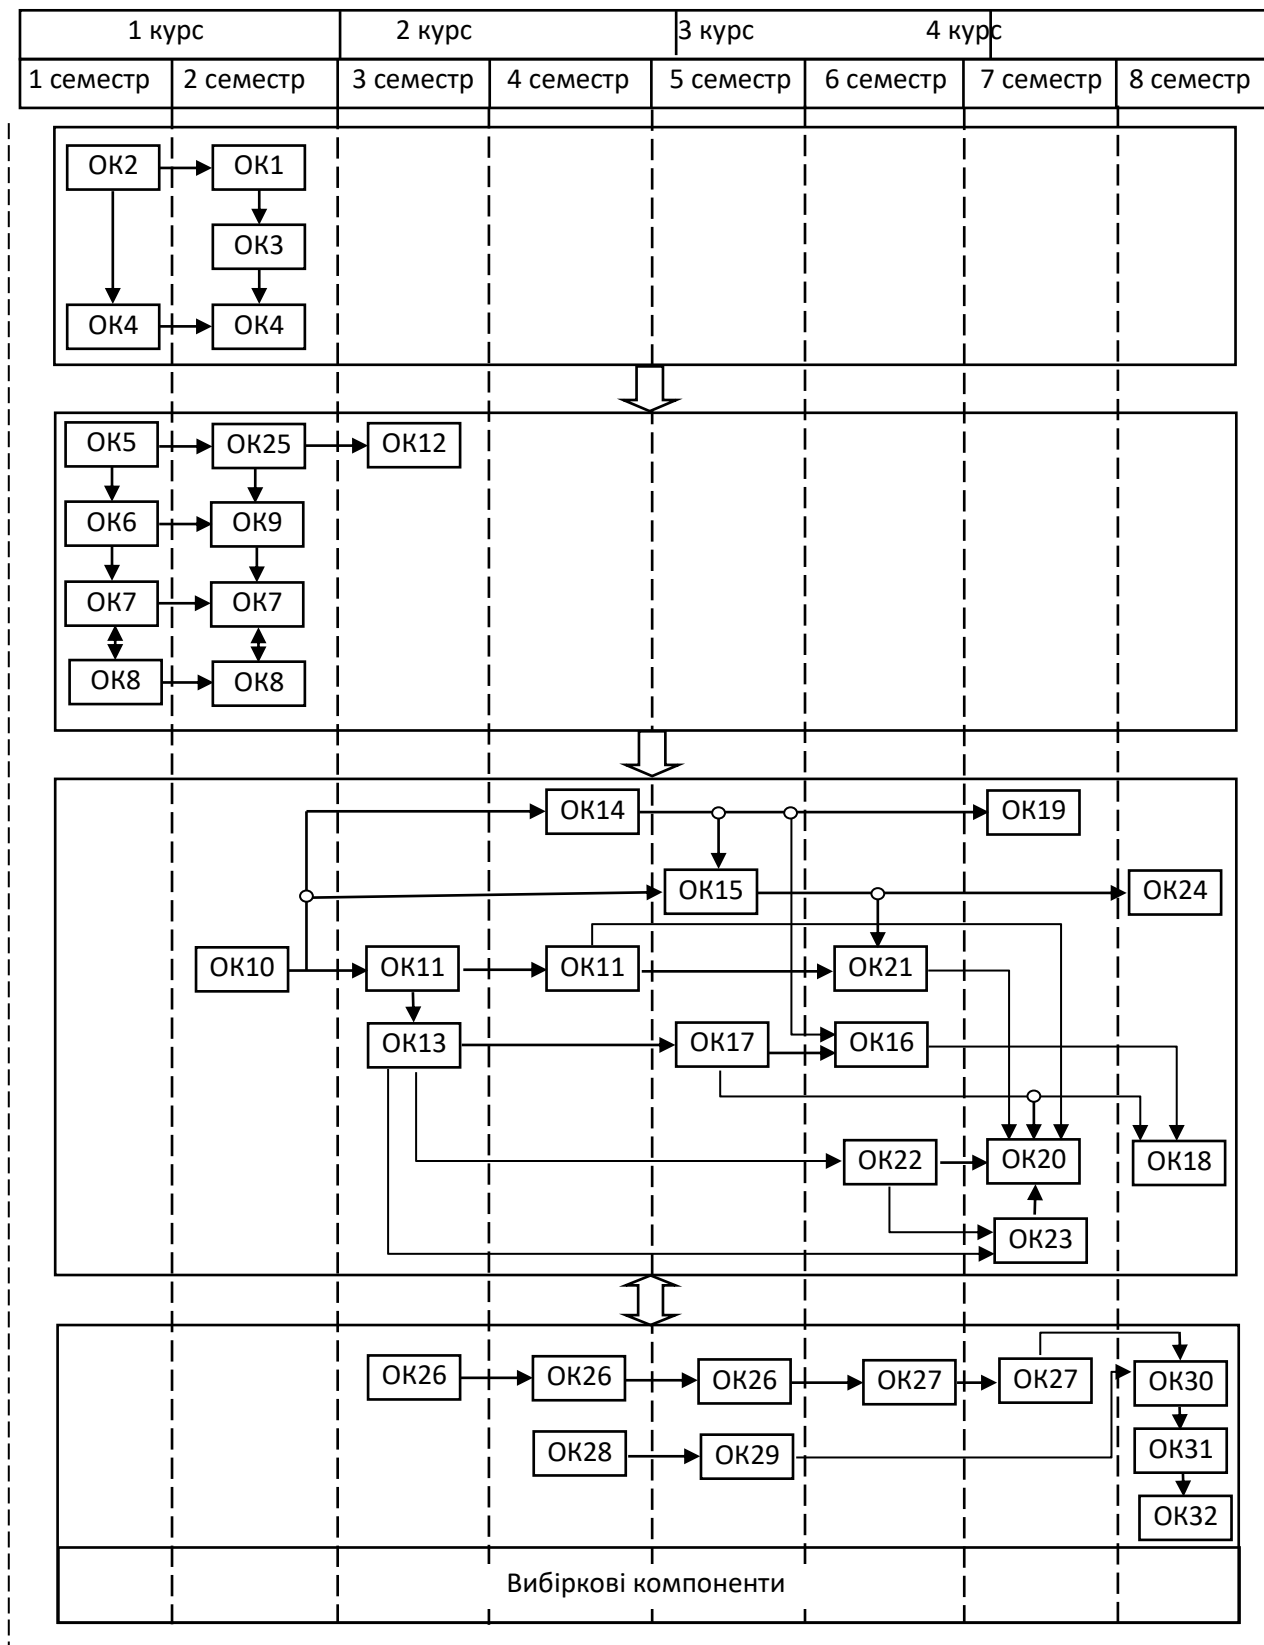 1 курс 2 курс 3 курс 4 курс
1 семестр 2 семестр 3 семестр 4 семестр 5 семестр 6 семестр 7 семестр 8 семестр
ОК2 ОК1
ОК3
ОК4 ОК4
ОК5 ОК25 ОК12
ОК6 ОК9
ОК7 ОК7
ОК8 ОК8
ОК14 ОК19
ОК15 ОК24
ОК10 ОК11 ОК11 ОК21
ОК13 ОК17 ОК16
ОК22 ОК20 ОК18
ОК23
ОК26 ОК26 ОК26 ОК27 ОК27 ОК30
ОК28 ОК29 ОК31
ОК32
Вибіркові компоненти